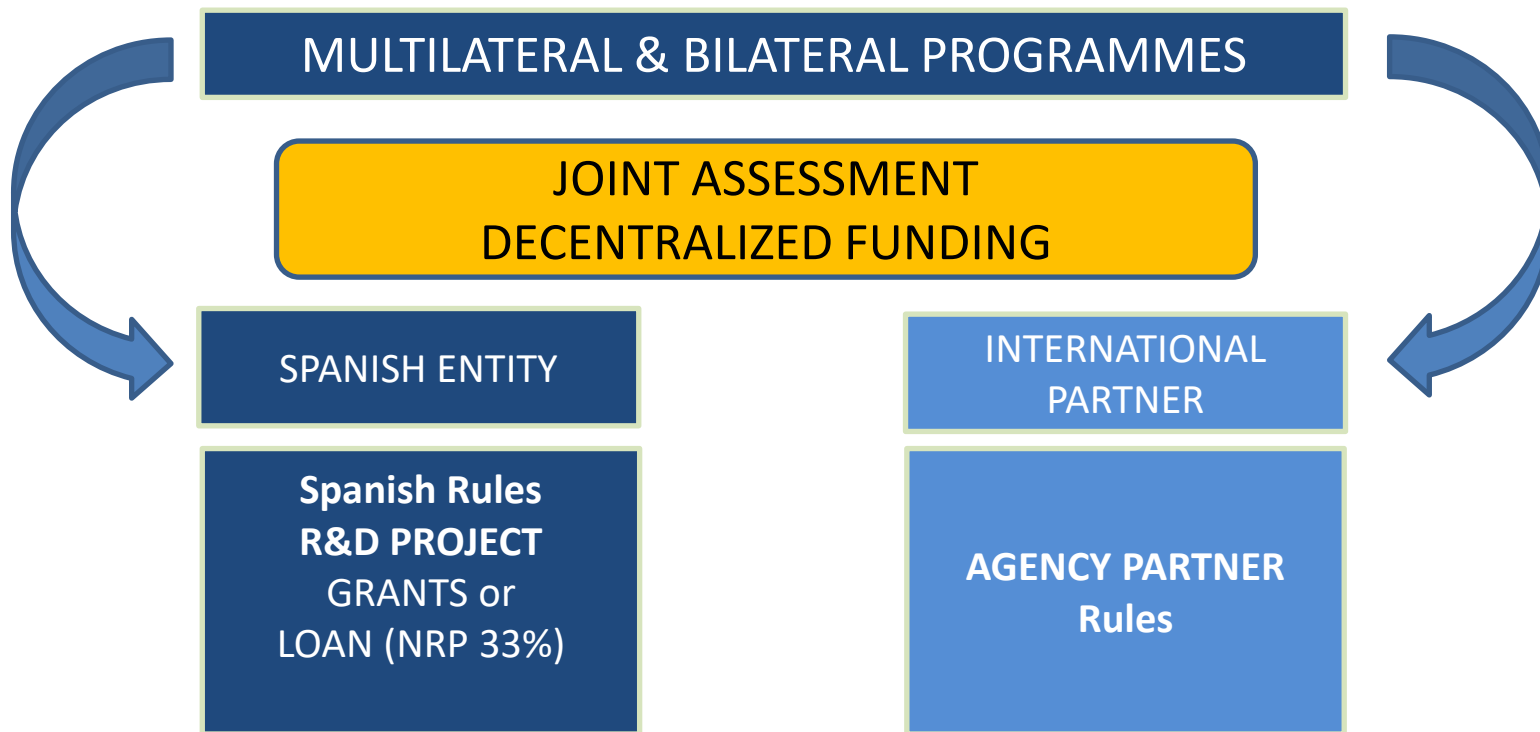 MULTILATERAL & BILATERAL PROGRAMMES
JOINT ASSESSMENT
DECENTRALIZED FUNDING
SPANISH ENTITY
INTERNATIONAL
PARTNER
Spanish Rules
R&D PROJECT
GRANTS or
LOAN (NRP 33%)
AGENCY PARTNER
Rules